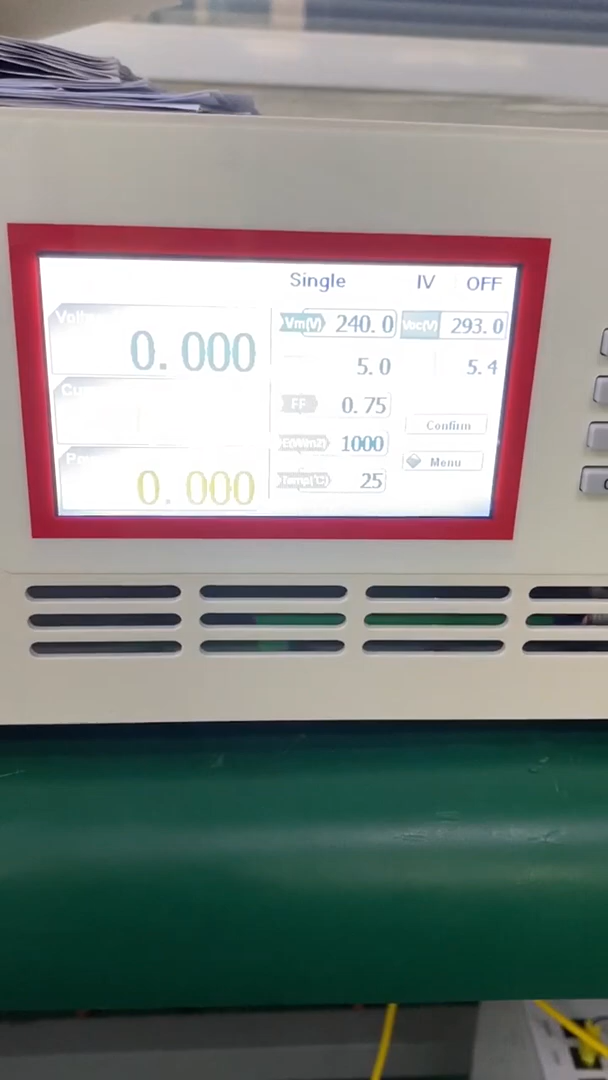 Single IV OFF
Vm(V) 240.0 Voc(V) 293.0
0.000
5.0 5.4
FF 0.75
Confirm
E(W/m2) 1000
Menu
0.000
Temp(℃) 25